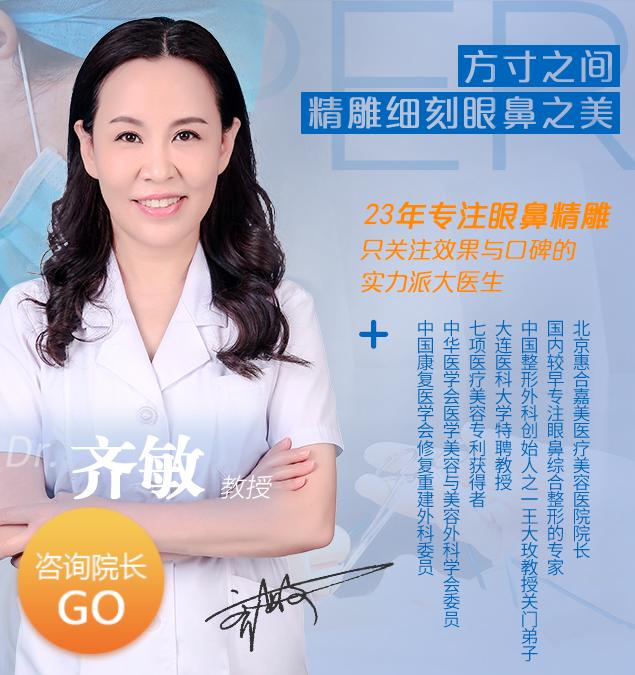 PER
方寸之间
精雕细刻眼鼻之美
23年专注眼鼻精雕
只关注效果与口碑的
实力派大医生
北京惠合嘉美医疗美容医院院长
国内较早专注眼鼻综合整形的专家
中国整形外科创始人之一王大玫教授关门弟子
大连医科大学特聘教授
七项医疗美容专利获得者
中华医学会医学美容与美容外科学会委员
中国康复医学会修复重建外科委员
Dr.
齐敏 教授
咨询院长
GO
齐敏